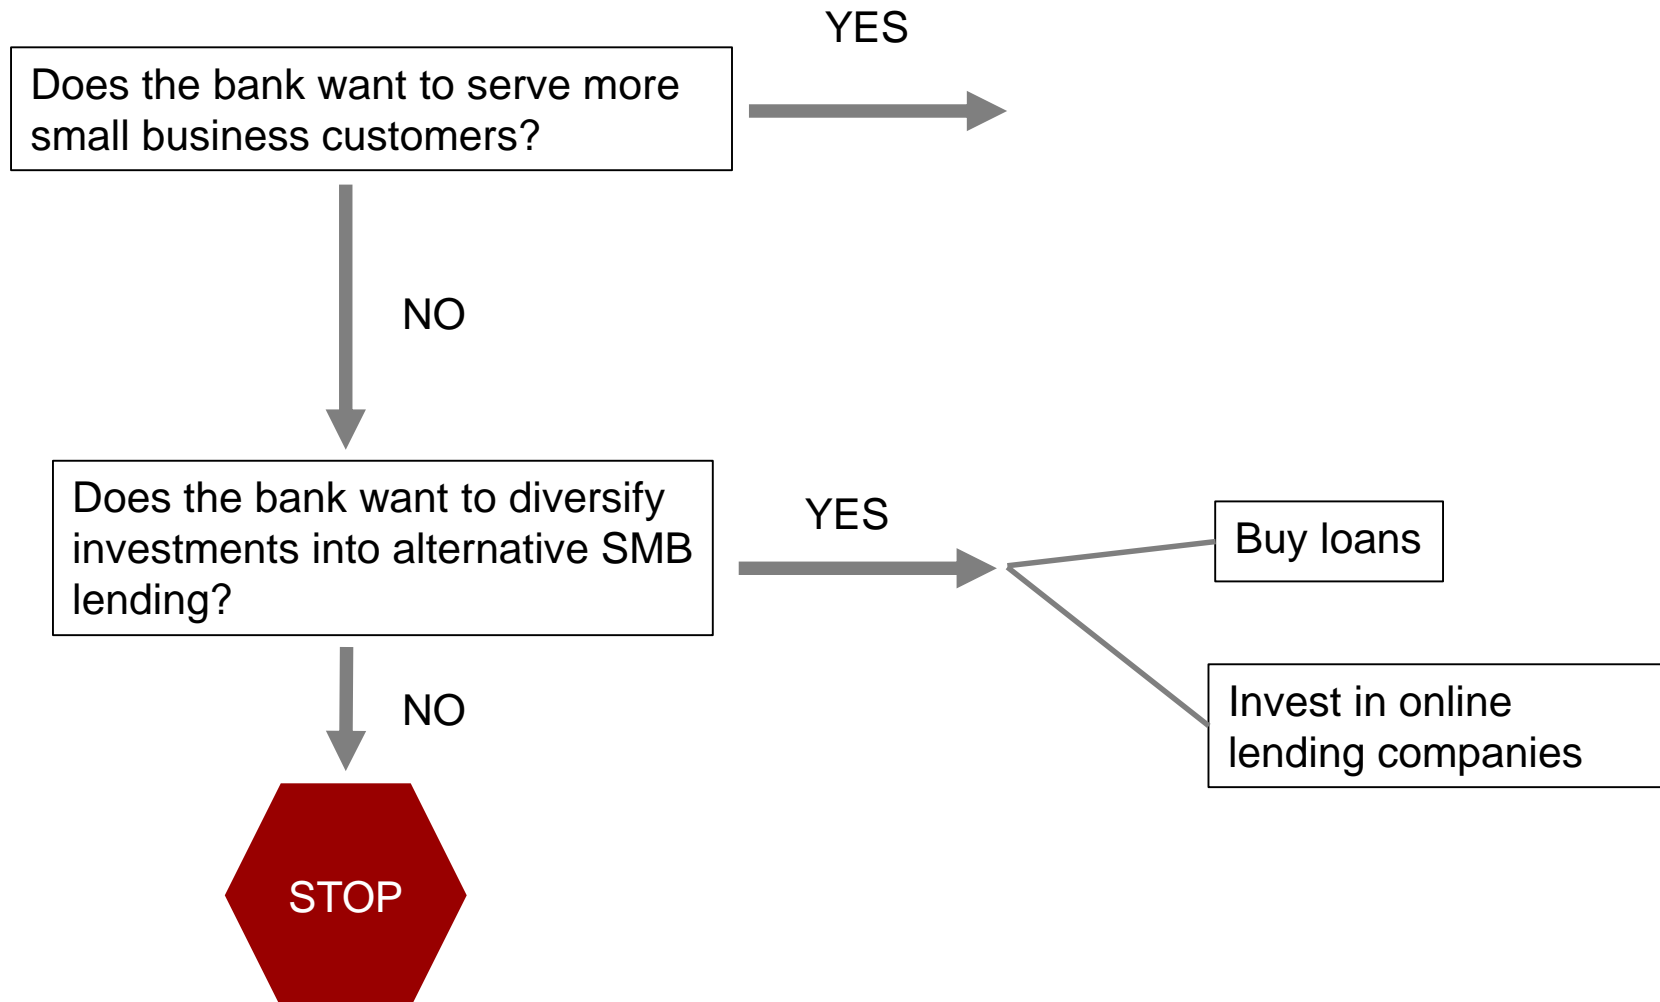 YES
Does the bank want to serve more
small business customers?
NO
Does the bank want to diversify
investments into alternative SMB
lending?
YES
Buy loans
Invest in online
lending companies
NO
STOP